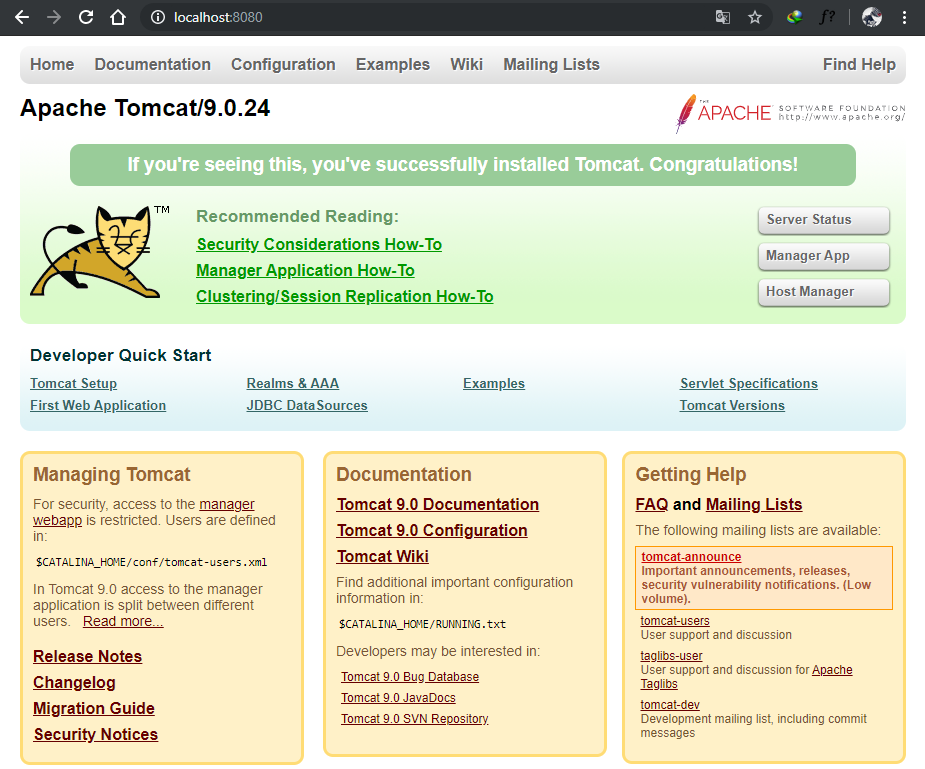 localhost:8080
f?
Home Documentation Configuration Examples Wiki Mailing Lists Find Help
Apache Tomcat/9.0.24
THE
APACHE
SOFTWARE FOUNDATION
http://www.apache.org/
If you're seeing this, you've successfully installed Tomcat. Congratulations!
TM
Recommended Reading:
Security Considerations How-To
Manager Application How-To
Clustering/Session Replication How-To
Server Status
Manager App
Host Manager
Developer Quick Start
Tomcat Setup
First Web Application
Realms & AAA
JDBC DataSources
Examples
Servlet Specifications
Tomcat Versions
Managing Tomcat
For security, access to the manager
webapp is restricted. Users are defined
in:
$CATALINA_HOME/conf/tomcat-users.xml
In Tomcat 9.0 access to the manager
application is split between different
users. Read more...
Release Notes
Changelog
Migration Guide
Security Notices
Documentation
Tomcat 9.0 Documentation
Tomcat 9.0 Configuration
Tomcat Wiki
Find additional important configuration
information in:
$CATALINA_HOME/RUNNING.txt
Developers may be interested in:
Tomcat 9.0 Bug Database
Tomcat 9.0 JavaDocs
Tomcat 9.0 SVN Repository
Getting Help
FAQ and Mailing Lists
The following mailing lists are available:
tomcat-announce
Important announcements, releases,
security vulnerability notifications. (Low
volume).
tomcat-users
User support and discussion
taglibs-user
User support and discussion for Apache
Taglibs
tomcat-dev
Development mailing list, including commit
messages